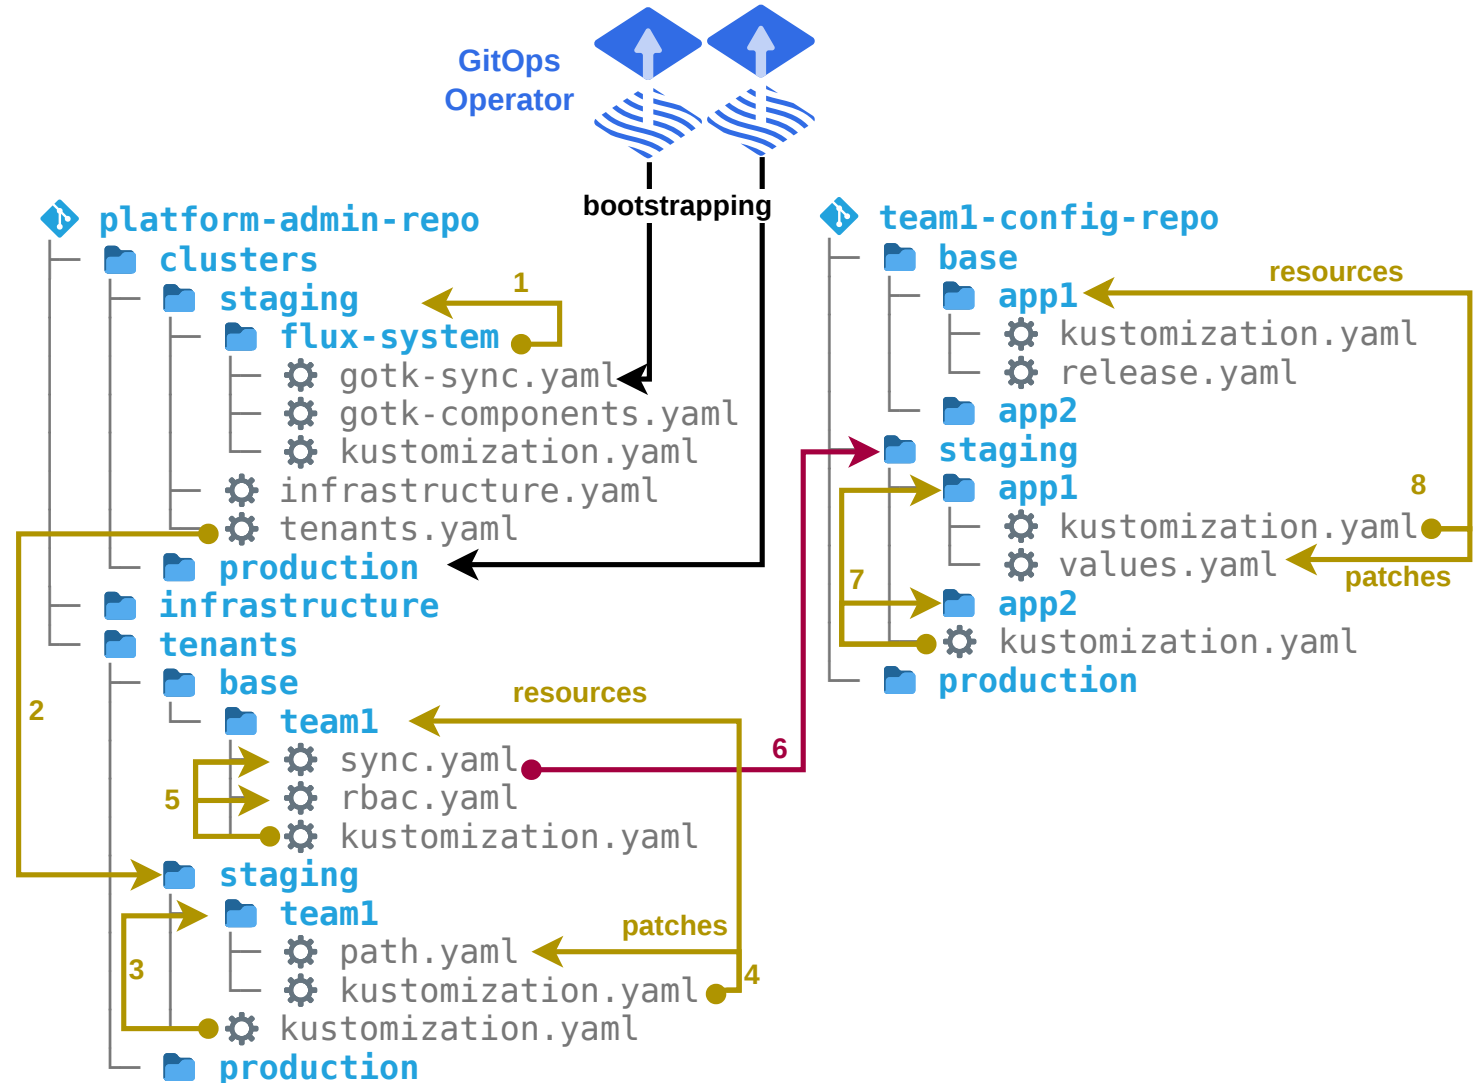 GitOps
Operator
bootstrapping
platform-admin-repo
clusters
1
staging
flux-system
gotk-sync.yaml
gotk-components.yaml
kustomization.yaml
infrastructure.yaml
tenants.yaml
production
infrastructure
tenants
2
base
resources
team1
sync.yaml
6
5
rbac.yaml
kustomization.yaml
staging
team1
patches
path.yaml
3
4
kustomization.yaml
kustomization.yaml
production
team1-config-repo
base
resources
app1
kustomization.yaml
release.yaml
app2
staging
app1
8
kustomization.yaml
values.yaml
patches
7
app2
kustomization.yaml
production